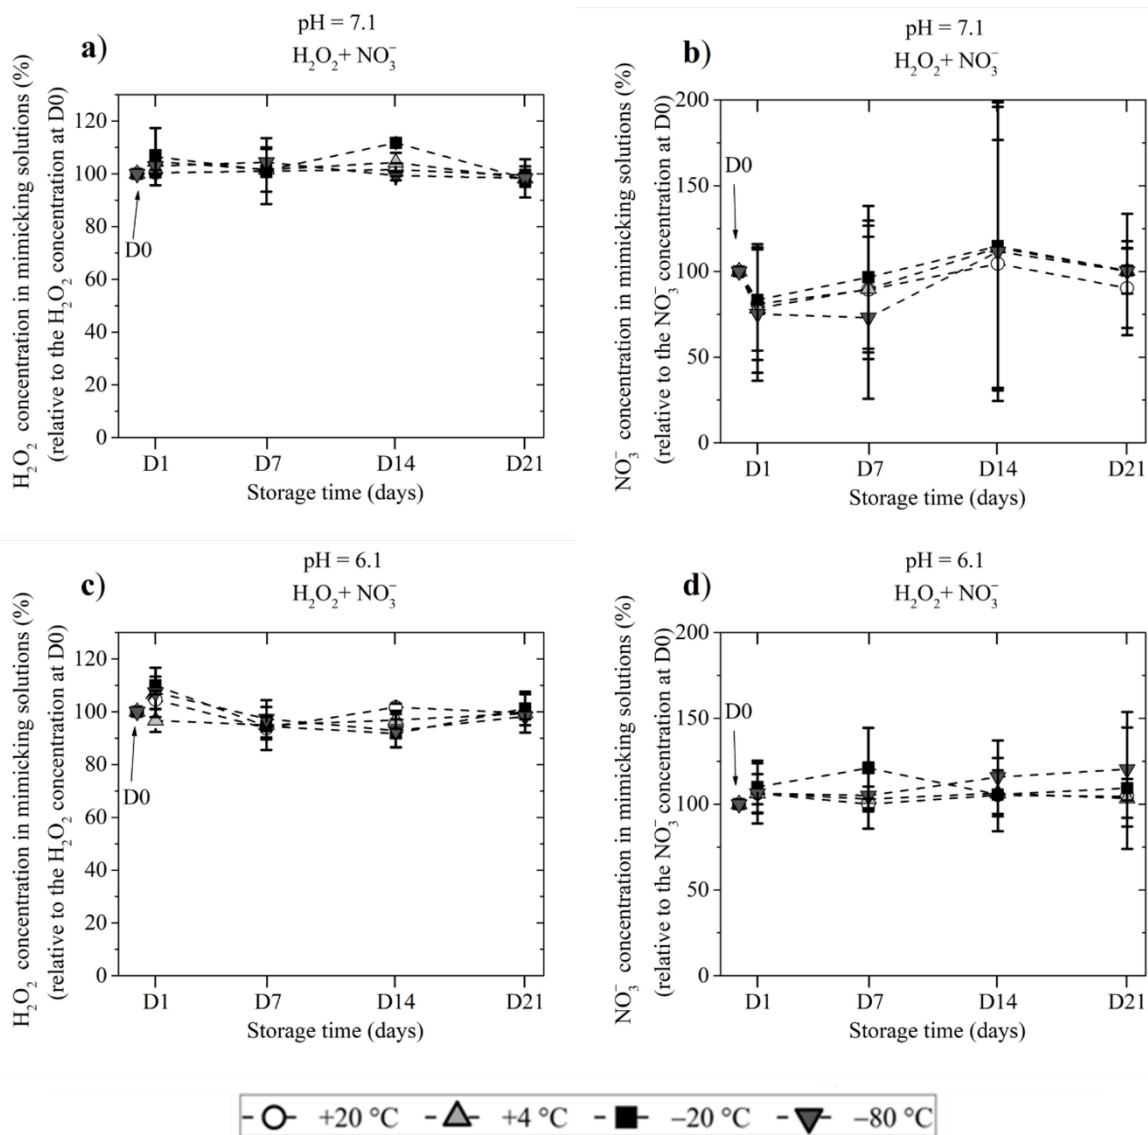 a)
pH = 7.1
H₂O₂+ NO₃⁻
H₂O₂ concentration in mimicking solutions (%)
(relative to the H₂O₂ concentration at D0)
120
100
80
60
40
20
0
D0
D1 D7 D14 D21
Storage time (days)
b)
pH = 7.1
H₂O₂+ NO₃⁻
NO₃⁻ concentration in mimicking solutions (%)
(relative to the NO₃⁻ concentration at D0)
200
150
100
50
0
D0
D1 D7 D14 D21
Storage time (days)
c)
pH = 6.1
H₂O₂+ NO₃⁻
H₂O₂ concentration in mimicking solutions (%)
(relative to the H₂O₂ concentration at D0)
120
100
80
60
40
20
0
D0
D1 D7 D14 D21
Storage time (days)
d)
pH = 6.1
H₂O₂+ NO₃⁻
NO₃⁻ concentration in mimicking solutions (%)
(relative to the NO₃⁻ concentration at D0)
200
150
100
50
0
D0
D1 D7 D14 D21
Storage time (days)
+20 °C +4 °C –20 °C –80 °C